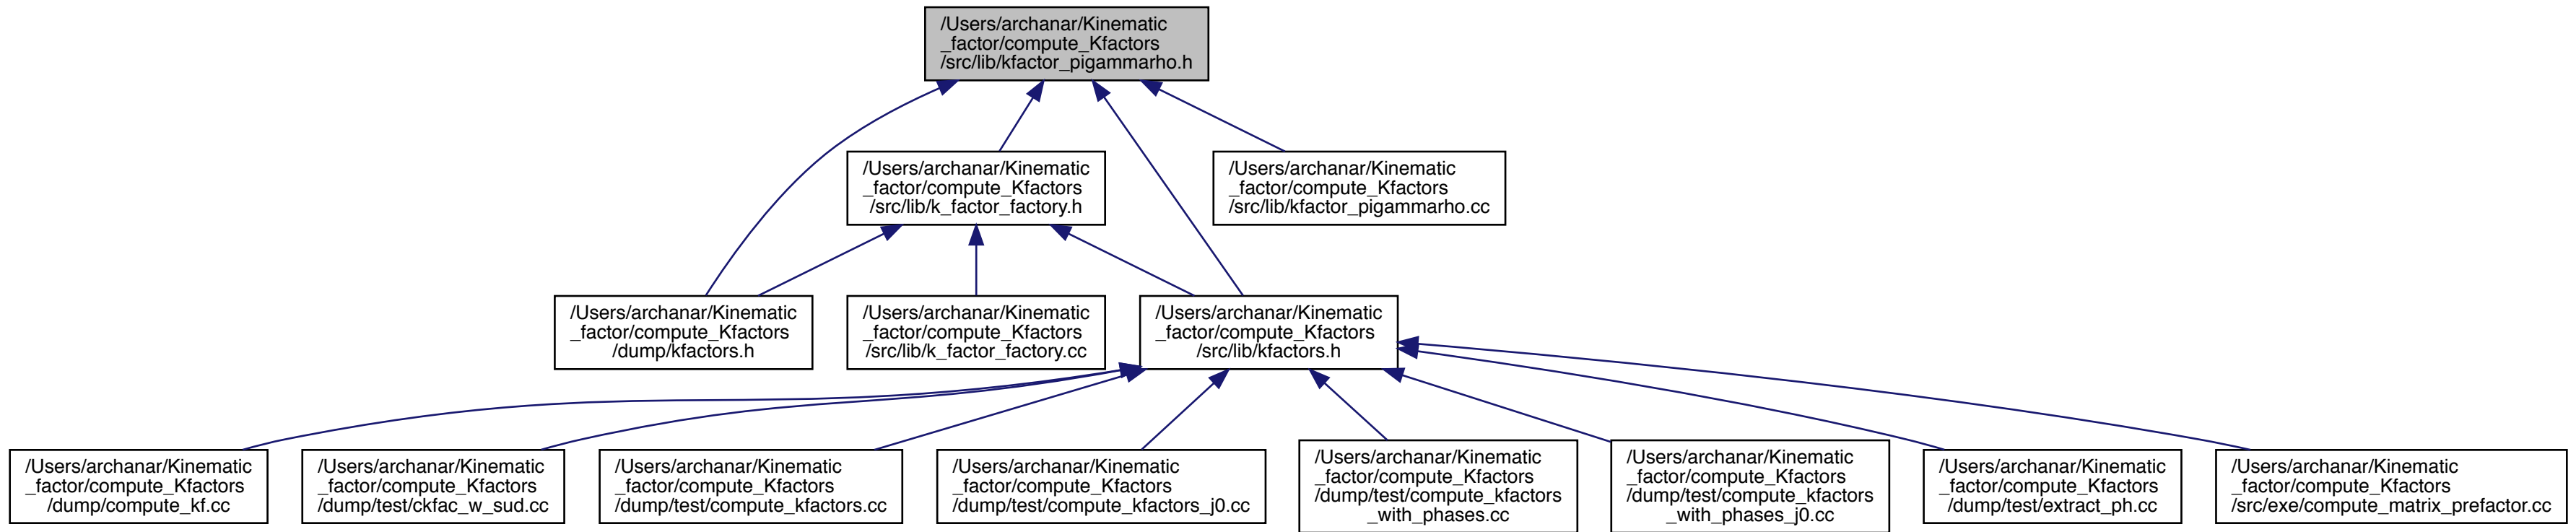 /Users/archanar/Kinematic
_factor/compute_Kfactors
/src/lib/kfactor_pigammarho.h
/Users/archanar/Kinematic
_factor/compute_Kfactors
/src/lib/k_factor_factory.h
/Users/archanar/Kinematic
_factor/compute_Kfactors
/src/lib/kfactor_pigammarho.cc
/Users/archanar/Kinematic
_factor/compute_Kfactors
/dump/kfactors.h
/Users/archanar/Kinematic
_factor/compute_Kfactors
/src/lib/k_factor_factory.cc
/Users/archanar/Kinematic
_factor/compute_Kfactors
/src/lib/kfactors.h
/Users/archanar/Kinematic
_factor/compute_Kfactors
/dump/compute_kf.cc
/Users/archanar/Kinematic
_factor/compute_Kfactors
/dump/test/ckfac_w_sud.cc
/Users/archanar/Kinematic
_factor/compute_Kfactors
/dump/test/compute_kfactors.cc
/Users/archanar/Kinematic
_factor/compute_Kfactors
/dump/test/compute_kfactors_j0.cc
/Users/archanar/Kinematic
_factor/compute_Kfactors
/dump/test/compute_kfactors
_with_phases.cc
/Users/archanar/Kinematic
_factor/compute_Kfactors
/dump/test/compute_kfactors
_with_phases_j0.cc
/Users/archanar/Kinematic
_factor/compute_Kfactors
/dump/test/extract_ph.cc
/Users/archanar/Kinematic
_factor/compute_Kfactors
/src/exe/compute_matrix_prefactor.cc